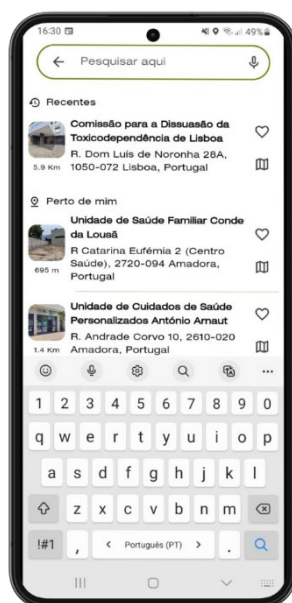 16:30 49%
Pesquisar aqui
Recentes
Comissão para a Dissuasão da
Toxicodependência de Lisboa
R. Dom Luis de Noronha 28A,
5.9 Km 1050-072 Lisboa, Portugal
Perto de mim
Unidade de Saúde Familiar Conde
da Lousã
R Catarina Eufémia 2 (Centro
Saúde), 2720-094 Amadora,
695 m Portugal
Unidade de Cuidados de Saúde
Personalizados António Arnaut
R. Andrade Corvo 10, 2610-020
1.4 Km Amadora, Portugal
1 2 3 4 5 6 7 8 9 0
q w e r t y u i o p
a s d f g h j k l
z x c v b n m
!#1 , < Português (PT) > .